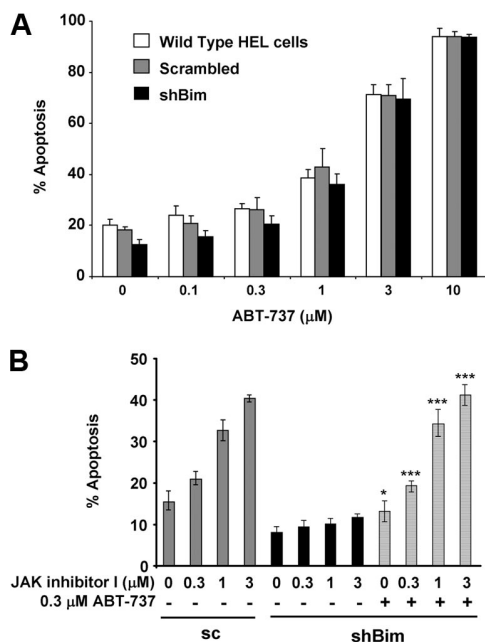 A
100
80
60
40
20
0
% Apoptosis
Wild Type HEL cells
Scrambled
shBim
0 0.1 0.3 1 3 10
ABT-737 (µM)
B
50
40
30
20
10
0
% Apoptosis
* *** *** ***
JAK inhibitor I (µM) 0 0.3 1 3 0 0.3 1 3 0 0.3 1 3
0.3 µM ABT-737 - - - - - - - - + + + +
sc shBim